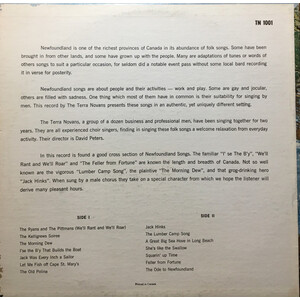 TN 1001
Newfoundland is one of the richest provinces of Canada in its abundance of folk songs. Some have been
brought in from other lands, and some have grown up with the people. Many are adaptations of tunes or words of
others songs to suit a particular occasion, for seldom did a notable event pass without some local bard recording
it in verse for posterity.
Newfoundland songs are about people and their activities — work and play. Some are gay and jocular,
others are filled with sadness. One thing which most of them have in common is their suitability for singing by
men. This record by The Terra Novans presents these songs in an authentic, yet uniquely different setting.
The Terra Novans, a group of a dozen business and professional men, have been singing together for two
years. They are all experienced choir singers, finding in singing these folk songs a welcome relaxation from everyday
activity. Their director is David Peters.
In this record is found a good cross section of Newfoundland Songs. The familiar "I'se The B'y", "We'll
Rant and We'll Roar" and "The Feller from Fortune" are known the length and breadth of Canada. Not so well
known are the vigorous "Lumber Camp Song", the plaintive "The Morning Dew", and that grog-drinking hero
"Jack Hinks". When sung by a male chorus they take on a special character from which we hope the listener will
derive many pleasant hours.
SIDE I
The Ryans and The Pittmans (We'll Rant and We'll Roar)
The Kelligrews Soiree
The Morning Dew
I'se the B'y That Builds the Boat
Jack Was Every Inch a Sailor
Let Me Fish off Cape St. Mary's
The Old Polina
SIDE II
Jack Hinks
The Lumber Camp Song
A Great Big Sea Hove in Long Beach
She's like the Swallow
Squarin' up Time
Feller from Fortune
The Ode to Newfoundland